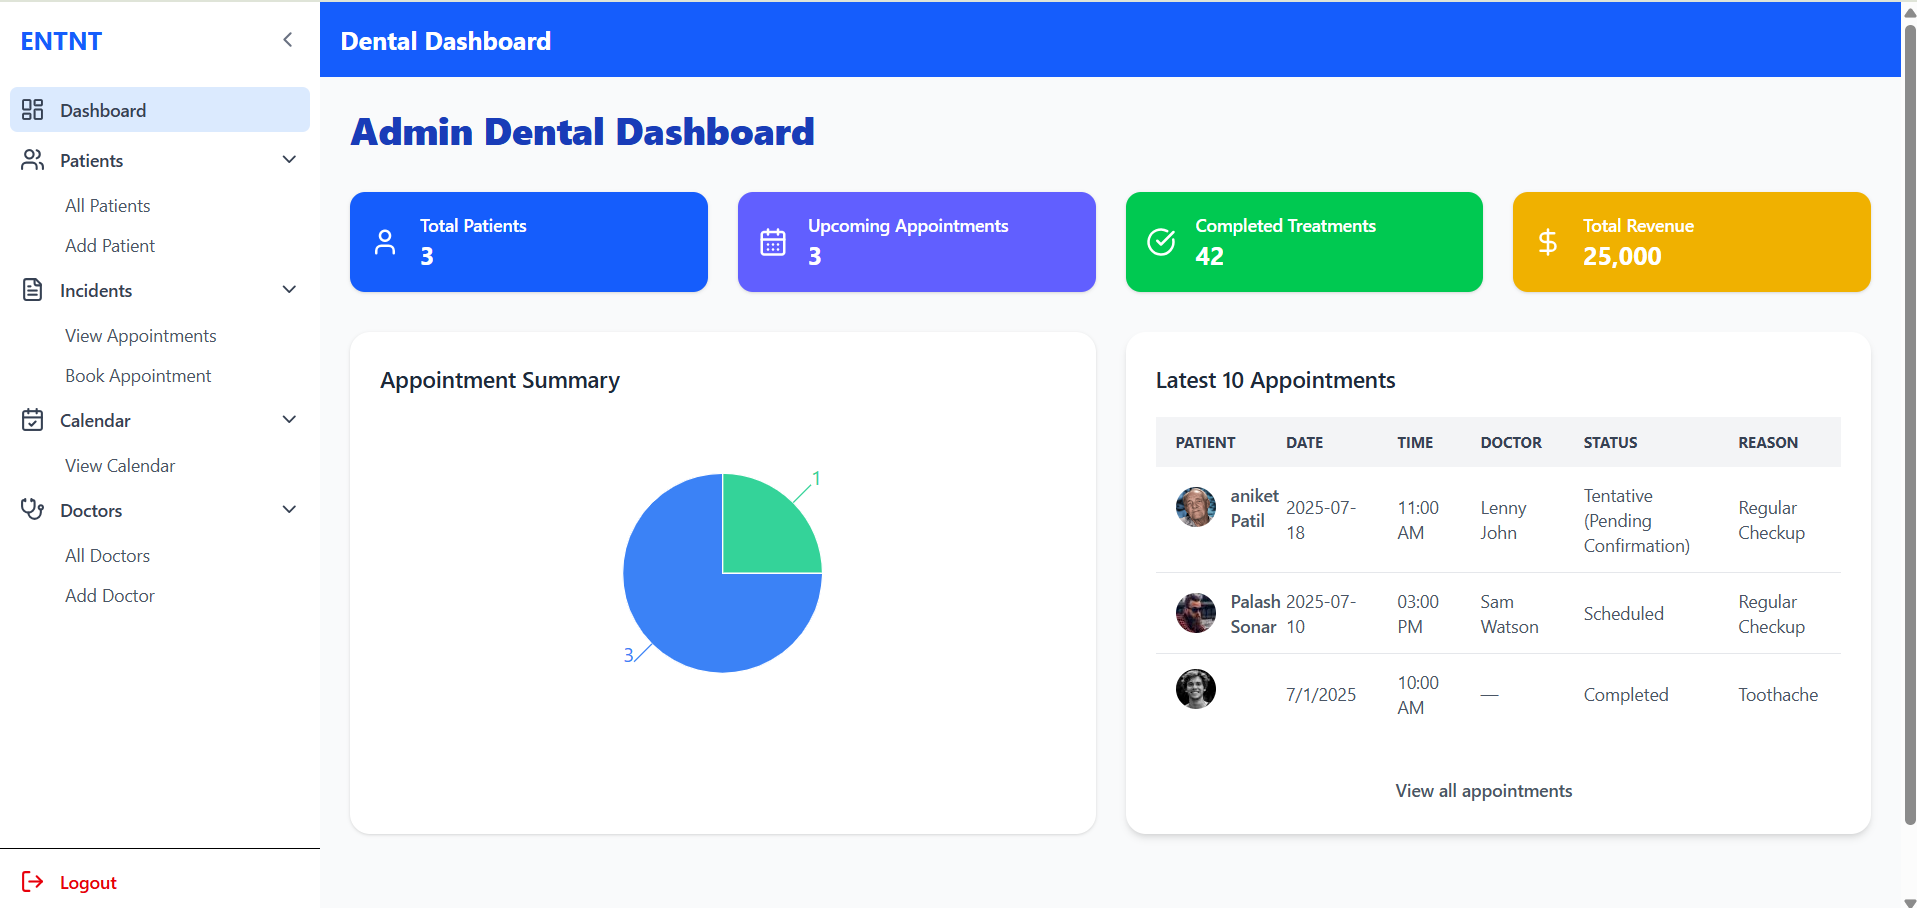 ENTNT
Dashboard
Patients
All Patients
Add Patient
Incidents
View Appointments
Book Appointment
Calendar
View Calendar
Doctors
All Doctors
Add Doctor
Logout
Dental Dashboard
Admin Dental Dashboard
Total Patients
3
Upcoming Appointments
3
Completed Treatments
42
$
Total Revenue
25,000
Appointment Summary
1
3
Latest 10 Appointments
PATIENT DATE TIME DOCTOR STATUS REASON
aniket
Patil
2025-07-
18
11:00
AM
Lenny
John
Tentative
(Pending
Confirmation)
Regular
Checkup
Palash
Sonar
2025-07-
10
03:00
PM
Sam
Watson
Scheduled
Regular
Checkup
7/1/2025
10:00
AM
—
Completed
Toothache
View all appointments